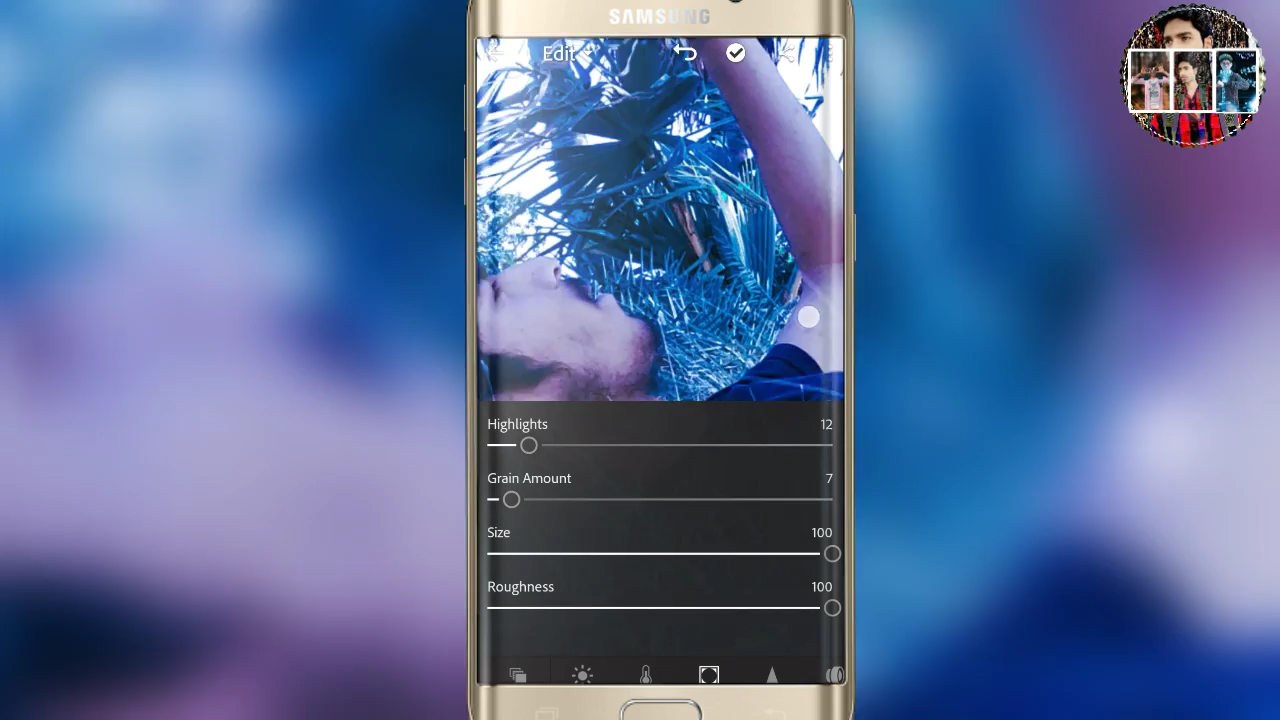 SAMSUNG
Edit
Highlights 12
Grain Amount 7
Size 100
Roughness 100